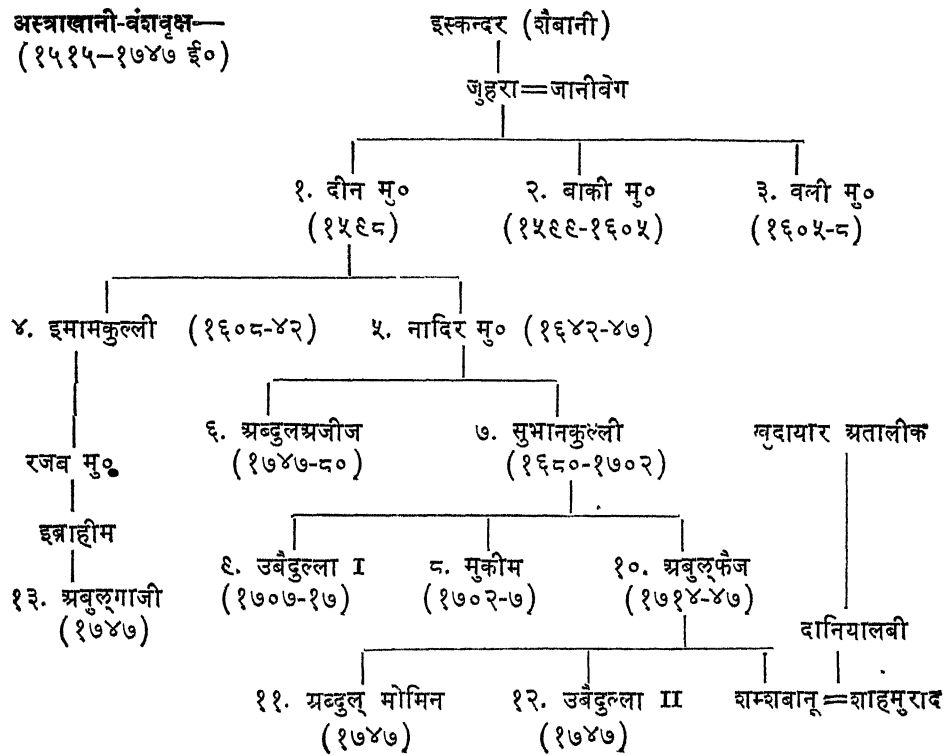 अस्त्राखानी-वंशवृक्ष— इस्कन्दर (शैबानी)
(१५१५–१७४७ ई०)
जुहरा=जानीवेग
१. दीन मु० २. बाकी मु० ३. वली मु०
(१५९८) (१५९९-१६०५) (१६०५-८)
४. इमामकुल्ली (१६०८-४२) ५. नादिर मु० (१६४२-४७)
६. अब्दुलअजीज ७. सुभानकुल्ली खुदायार अतालीक
(१७४७-८०) (१६८०-१७०२)
रजब मु०
इब्राहीम
९. उबैदुल्ला I ८. मुकीम १०. अबुल्फैज
१३. अबुल्गाजी (१७०७-१७) (१७०२-७) (१७१४-४७)
(१७४७) दानियालबी
११. अब्दुल् मोमिन १२. उबैदुल्ला II शम्शबानू=शाहमुराद
(१७४७) (१७४७)